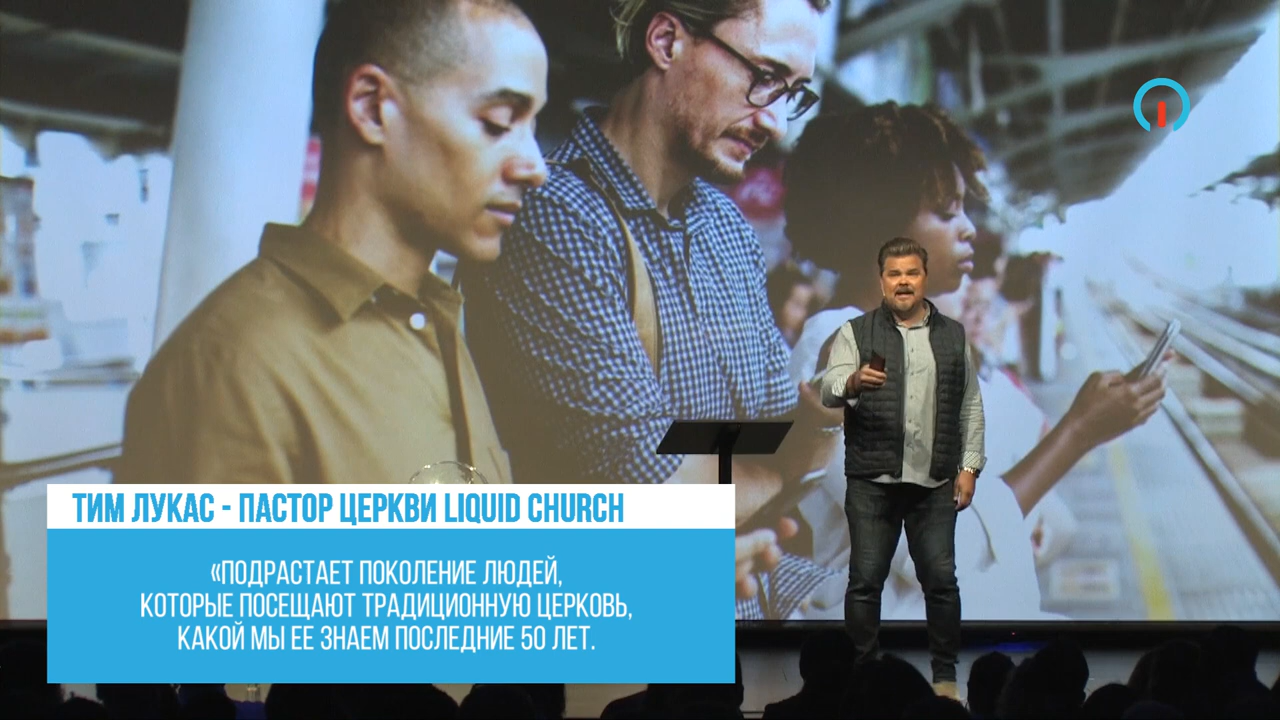 ТИМ ЛУКАС - ПАСТОР ЦЕРКВИ LIQUID CHURCH
«ПОДРАСТАЕТ ПОКОЛЕНИЕ ЛЮДЕЙ,
КОТОРЫЕ ПОСЕЩАЮТ ТРАДИЦИОННУЮ ЦЕРКОВЬ,
КАКОЙ МЫ ЕЕ ЗНАЕМ ПОСЛЕДНИЕ 50 ЛЕТ.